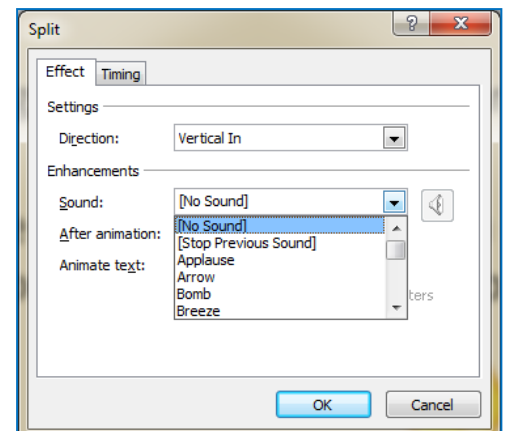 Split
Effect Timing
Settings
Direction: Vertical In
Enhancements
Sound: [No Sound]
[No Sound]
After animation:
[Stop Previous Sound]
Applause
Animate text:
Arrow
Bomb
ters
Breeze
OK Cancel